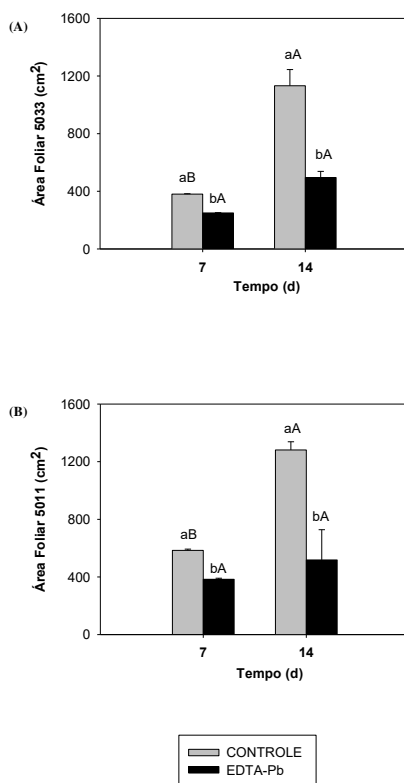 (A)
Área Foliar 5033 (cm2)
1600
1200
800
400
0
aB
bA
aA
bA
7
14
Tempo (d)
(B)
Área Foliar 5011 (cm2)
1600
1200
800
400
0
aB
bA
aA
bA
7
14
Tempo (d)
CONTROLE
EDTA-Pb